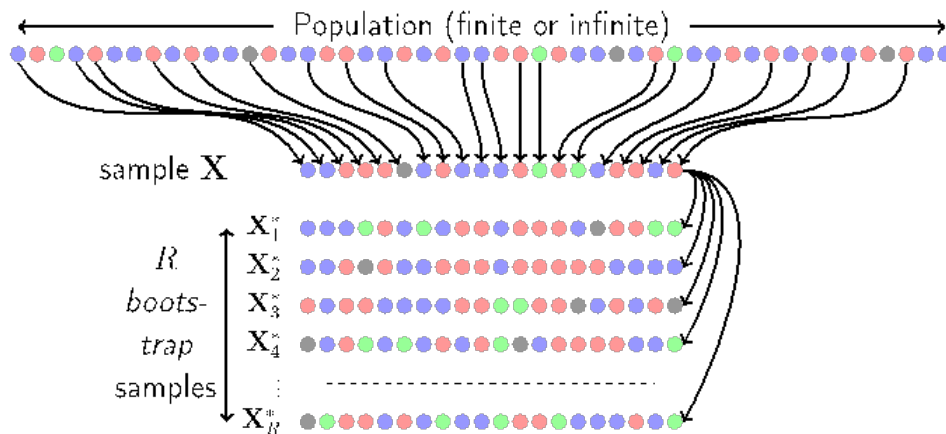 Population (finite or infinite)
sample X
X*1
R X*2
boots- X*3
trap X*4
samples ⋮
X*R